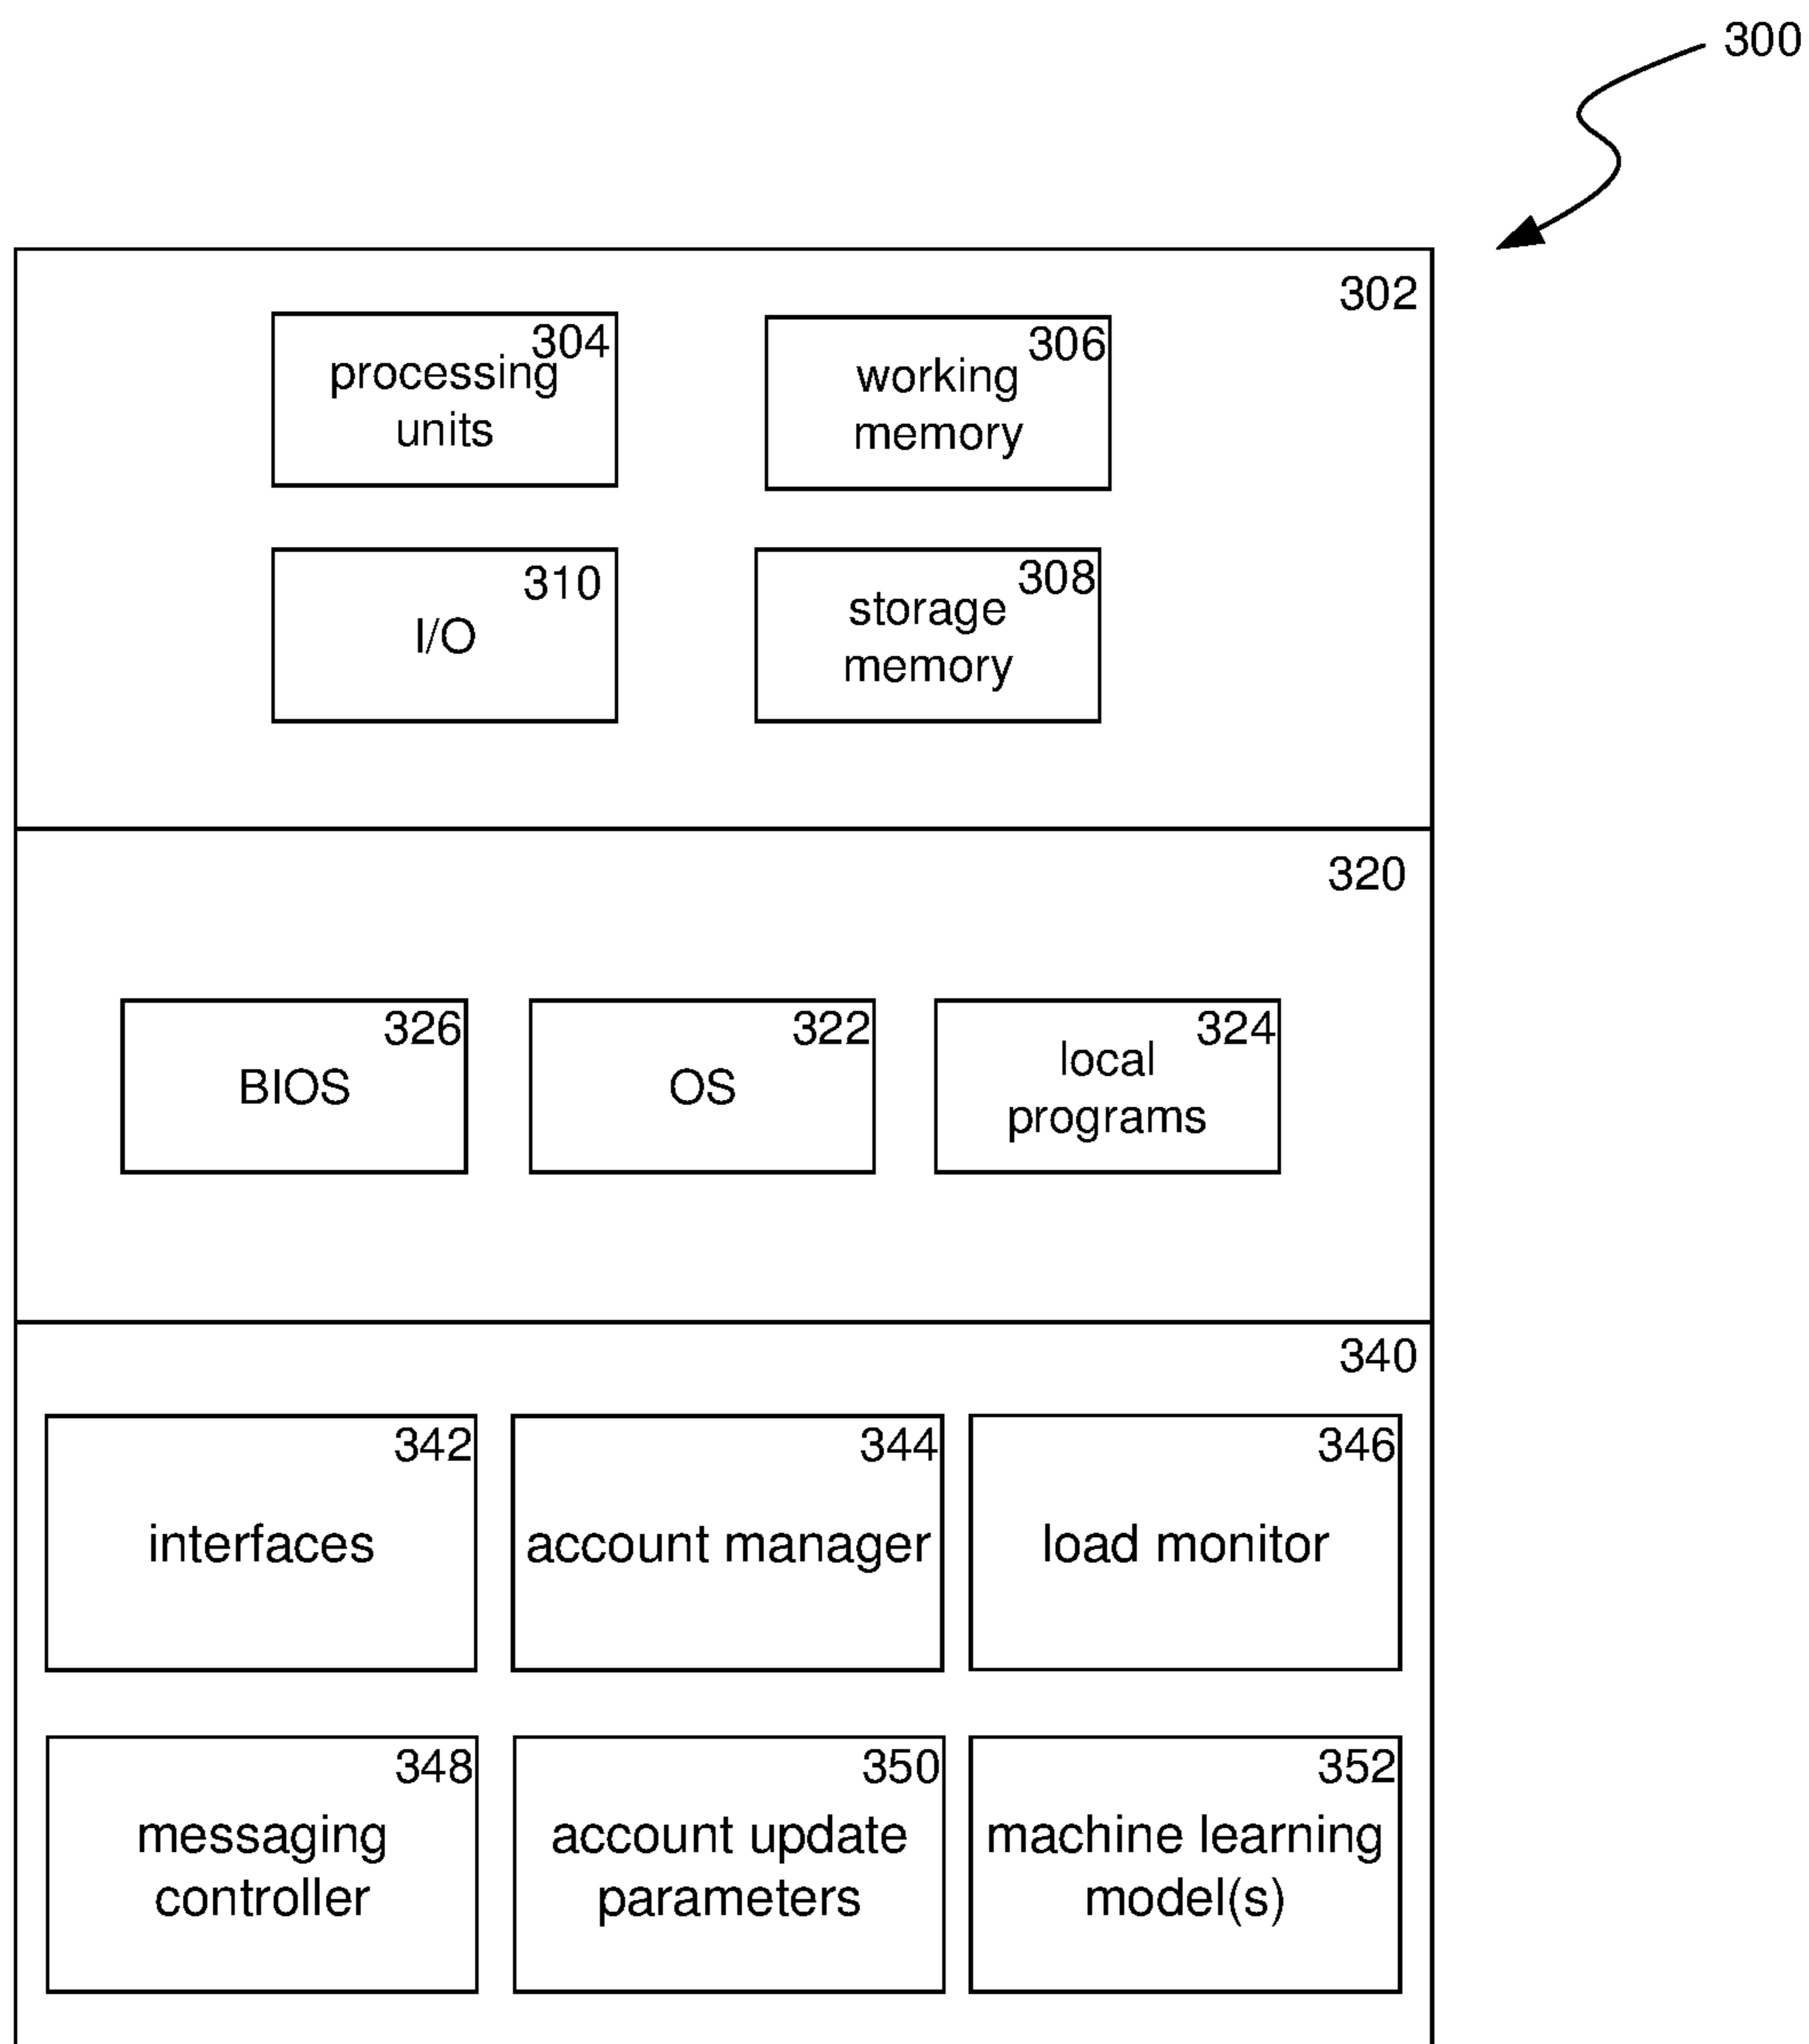 300
302
304
processing
units
306
working
memory
310
I/O
308
storage
memory
320
326
BIOS
322
OS
324
local
programs
340
342
interfaces
344
account manager
346
load monitor
348
messaging
controller
350
account update
parameters
352
machine learning
model(s)